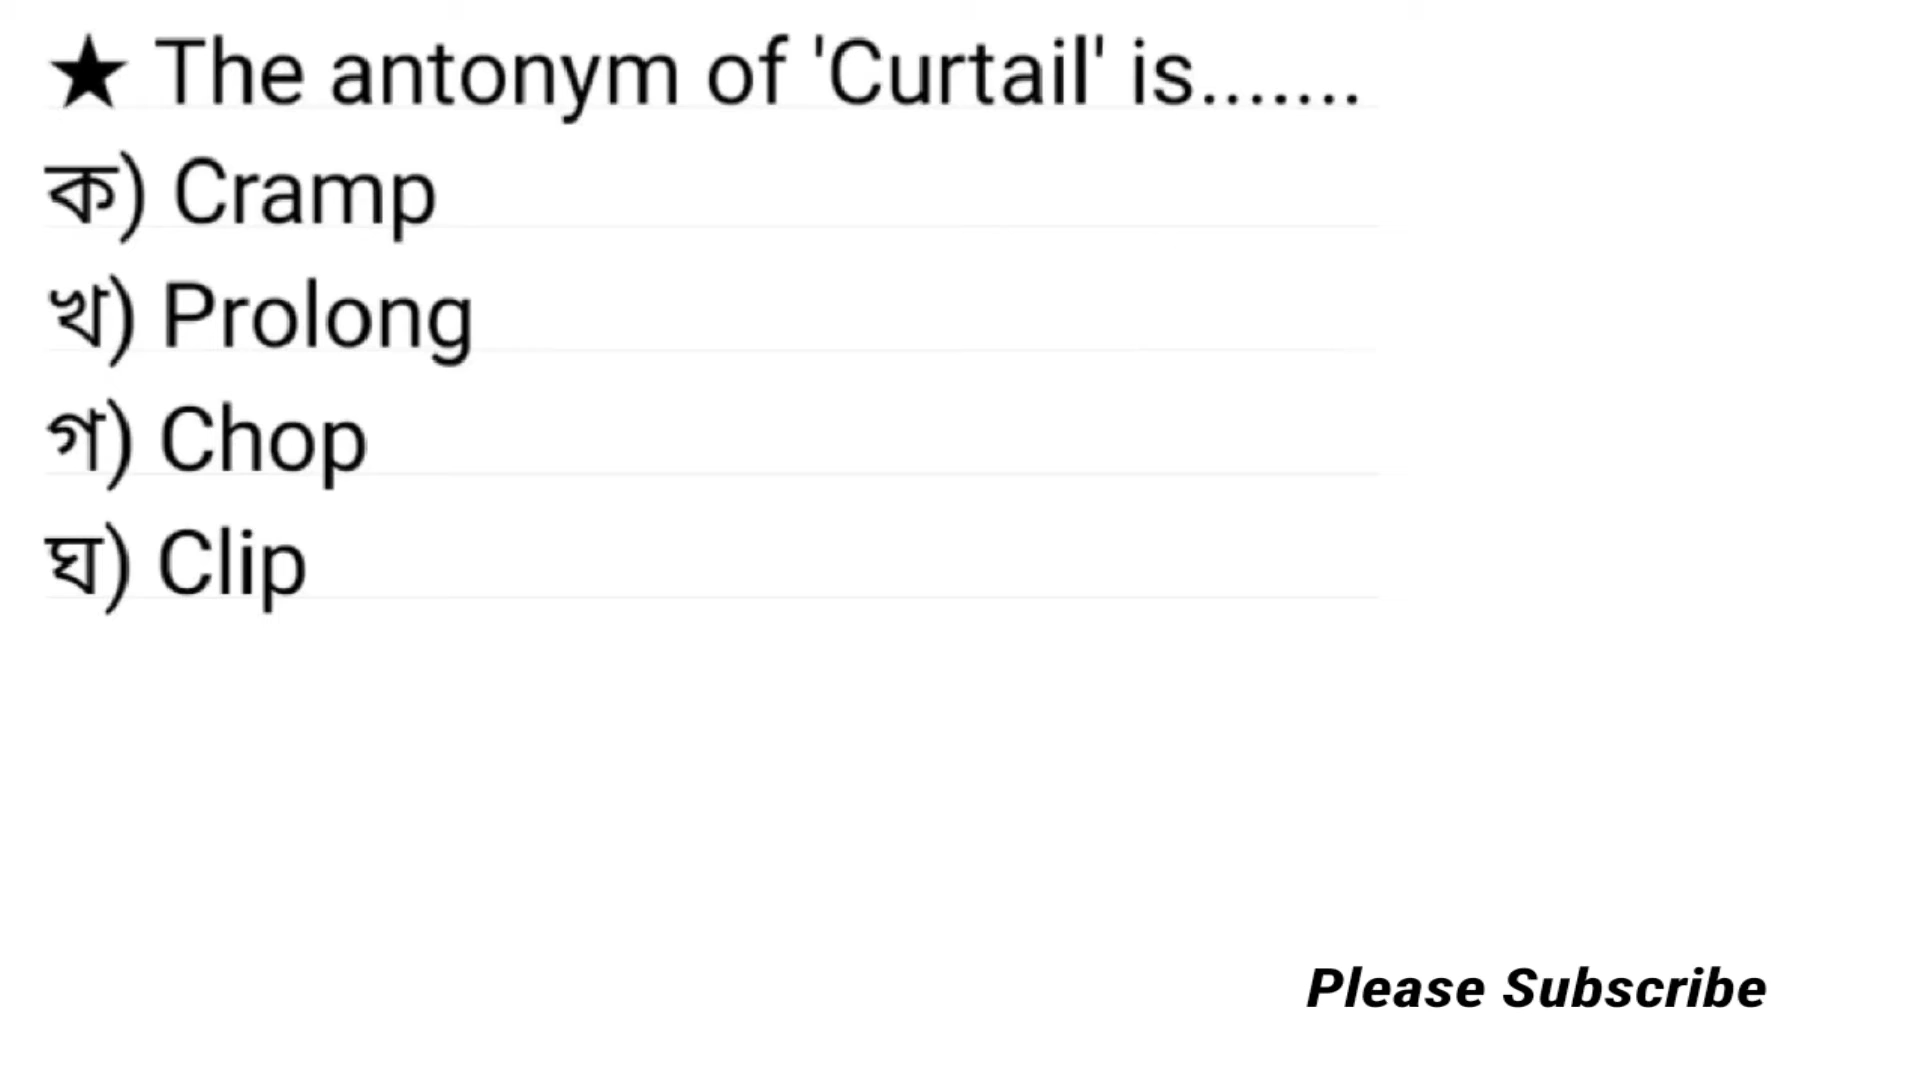 ★ The antonym of 'Curtail' is.......
ক) Cramp
খ) Prolong
গ) Chop
ঘ) Clip
Please Subscribe